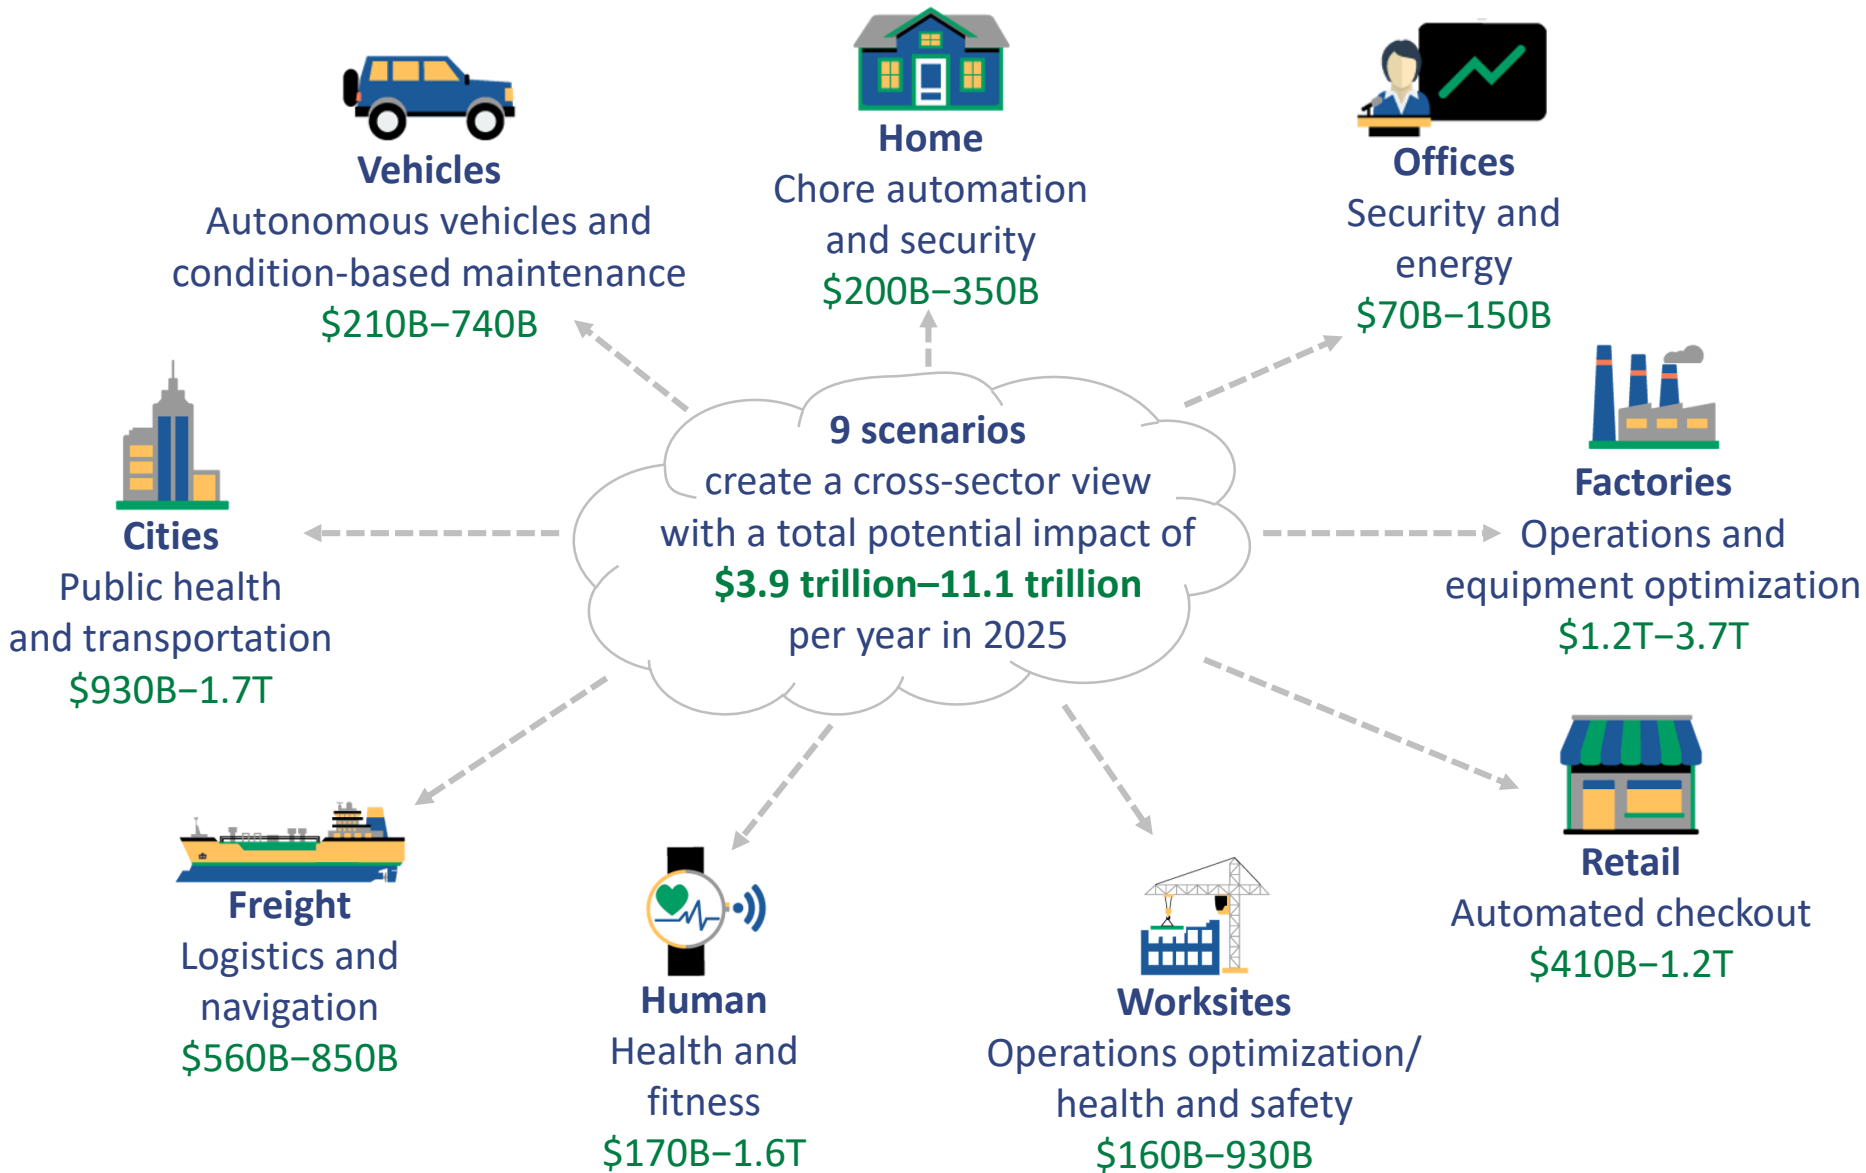 Vehicles
Autonomous vehicles and
condition-based maintenance
$210B–740B
Home
Chore automation
and security
$200B–350B
Offices
Security and
energy
$70B–150B
9 scenarios
create a cross-sector view
with a total potential impact of
$3.9 trillion–11.1 trillion
per year in 2025
Cities
Public health
and transportation
$930B–1.7T
Factories
Operations and
equipment optimization
$1.2T–3.7T
Freight
Logistics and
navigation
$560B–850B
Human
Health and
fitness
$170B–1.6T
Worksites
Operations optimization/
health and safety
$160B–930B
Retail
Automated checkout
$410B–1.2T